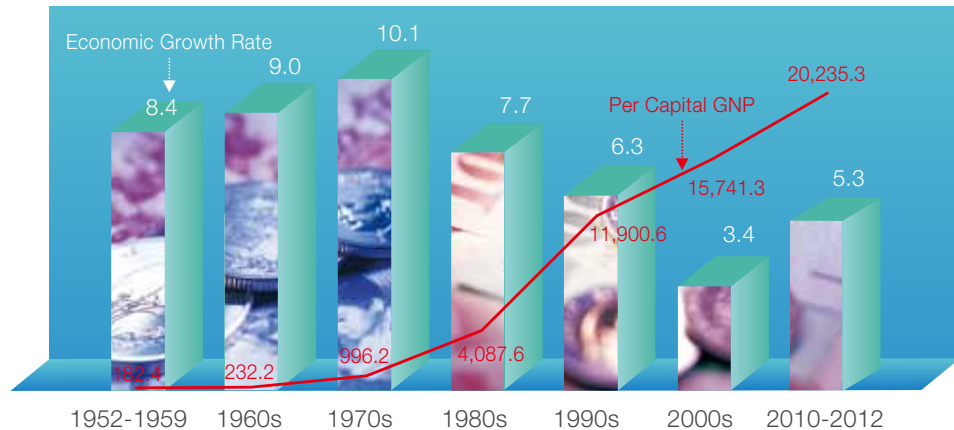 Economic Growth Rate
8.4
9.0
10.1
7.7
6.3
3.4
5.3
Per Capital GNP
162.4
232.2
996.2
4,087.6
11,900.6
15,741.3
20,235.3
1952-1959
1960s
1970s
1980s
1990s
2000s
2010-2012